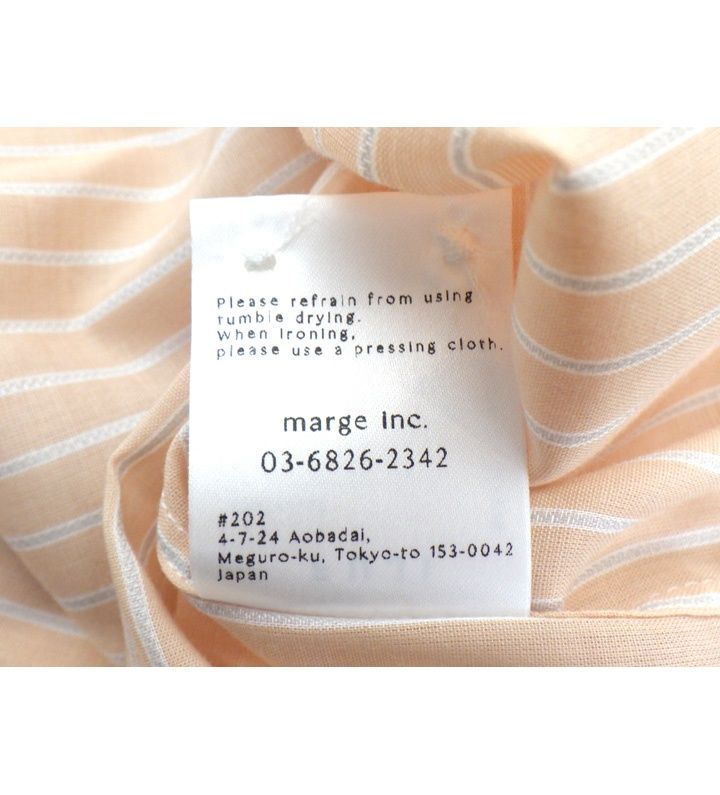 Please refrain from using
tumble drying.
When ironing,
please use a pressing cloth.
marge inc.
03-6826-2342
#202
4-7-24 Aobadai,
Meguro-ku, Tokyo-to 153-0042
Japan